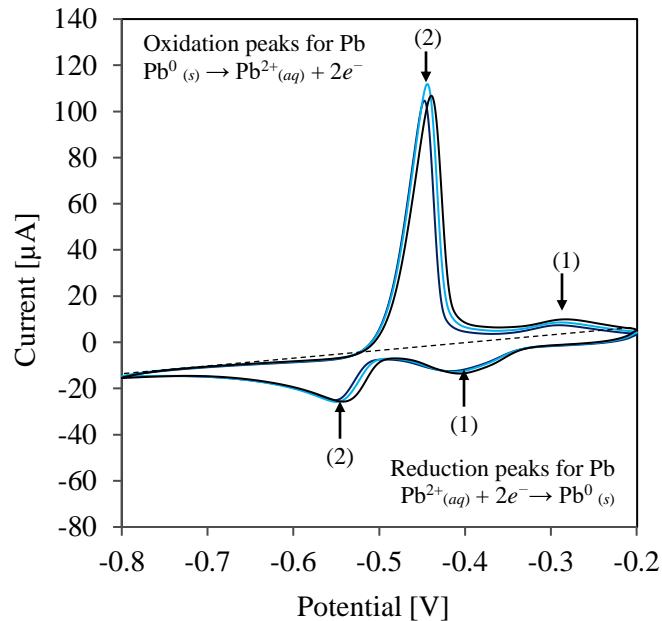 140
120
100
80
60
40
20
0
-20
-40
-60
-80
Current [µA]
Oxidation peaks for Pb
Pb⁰ (s) → Pb²⁺(aq) + 2e⁻
(2)
(1)
(2)
(1)
Reduction peaks for Pb
Pb²⁺(aq) + 2e⁻→ Pb⁰ (s)
-0.8 -0.7 -0.6 -0.5 -0.4 -0.3 -0.2
Potential [V]